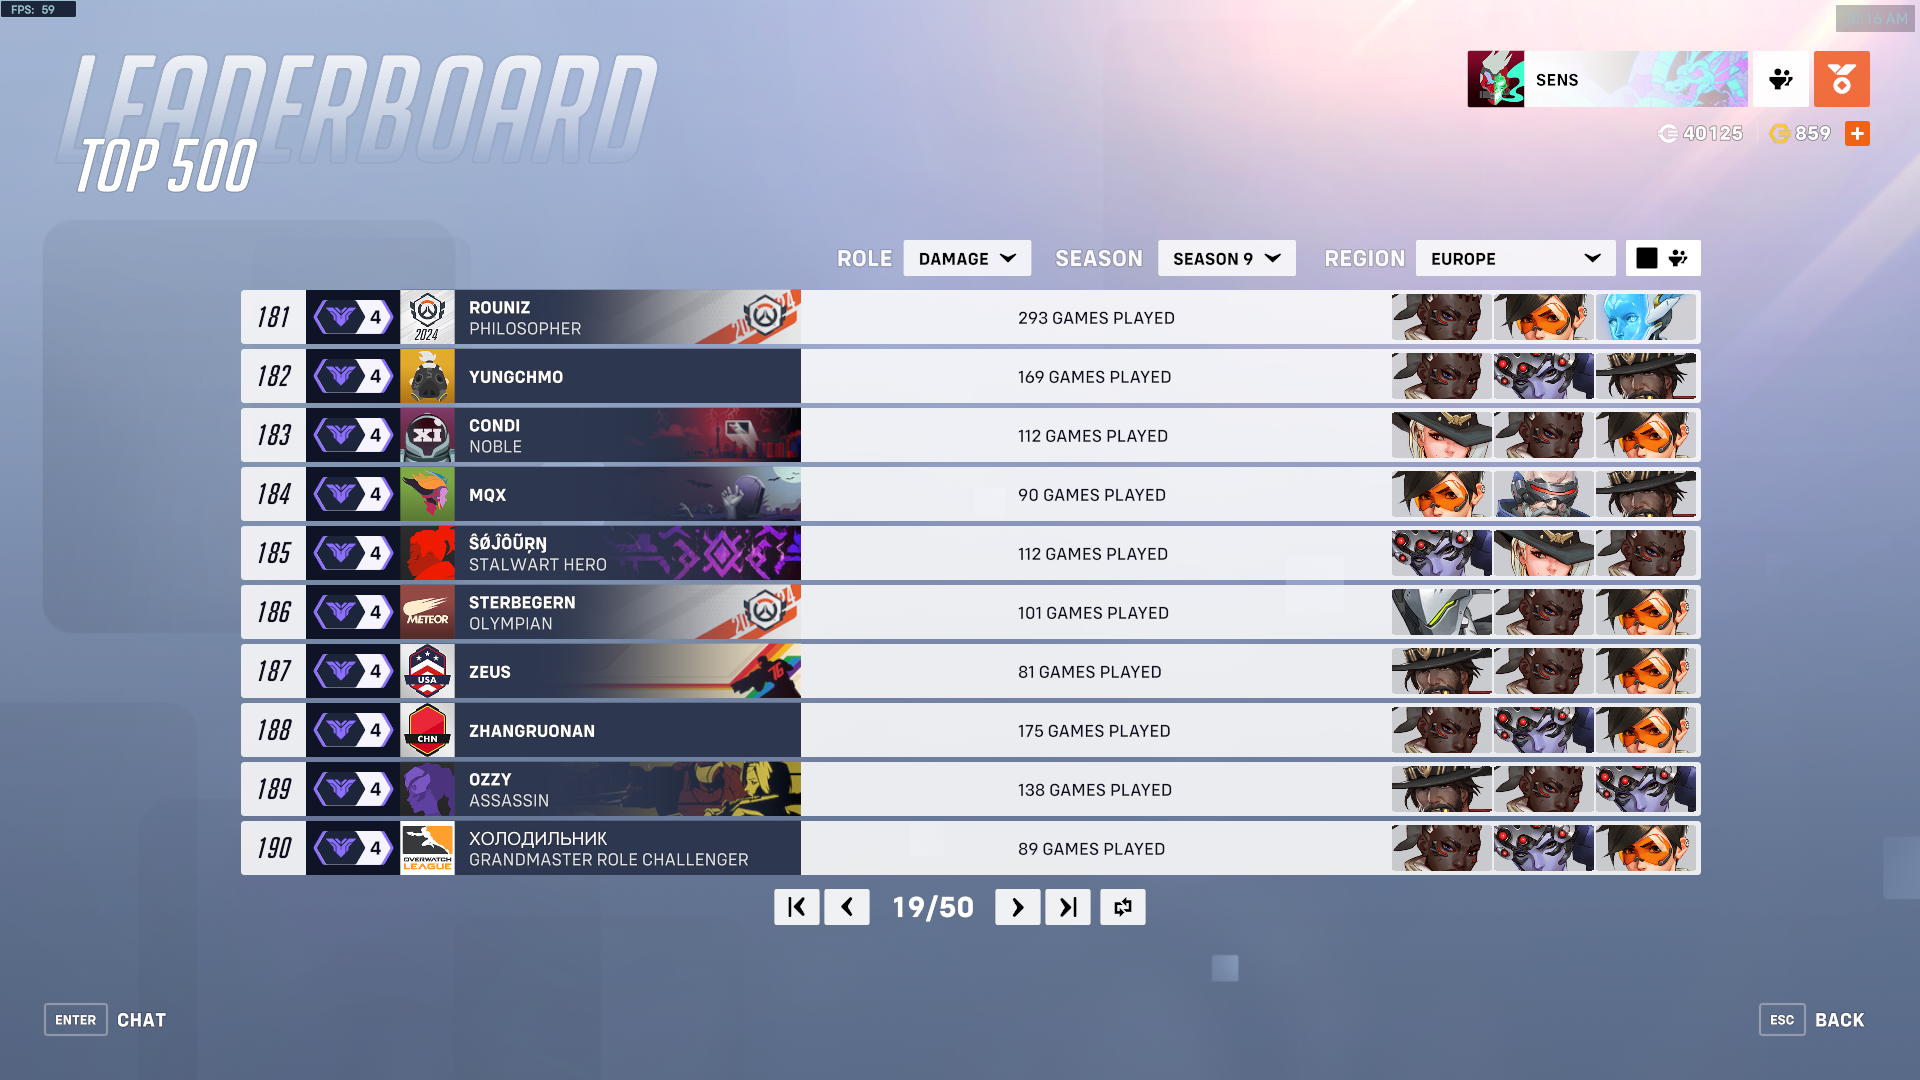 FPS: 59
16 AM
LEADERBOARD
TOP 500
SENS
40125
859
ROLE
DAMAGE
SEASON
SEASON 9
REGION
EUROPE
181 4 2024 ROUNIZ 293 GAMES PLAYED
PHILOSOPHER
182 4 YUNGCHMO 169 GAMES PLAYED
183 4 XI CONDI 112 GAMES PLAYED
NOBLE
184 4 MQX 90 GAMES PLAYED
185 4 ŜǾĴÔŨŖŊ 112 GAMES PLAYED
STALWART HERO
186 4 METEOR STERBEGERN 101 GAMES PLAYED
OLYMPIAN
187 4 USA ZEUS 76 81 GAMES PLAYED
188 4 CHN ZHANGRUONAN 175 GAMES PLAYED
189 4 OZZY 138 GAMES PLAYED
ASSASSIN
190 4 OVERWATCH LEAGUE ХОЛОДИЛЬНИК 89 GAMES PLAYED
GRANDMASTER ROLE CHALLENGER
19/50
ENTER CHAT
ESC BACK